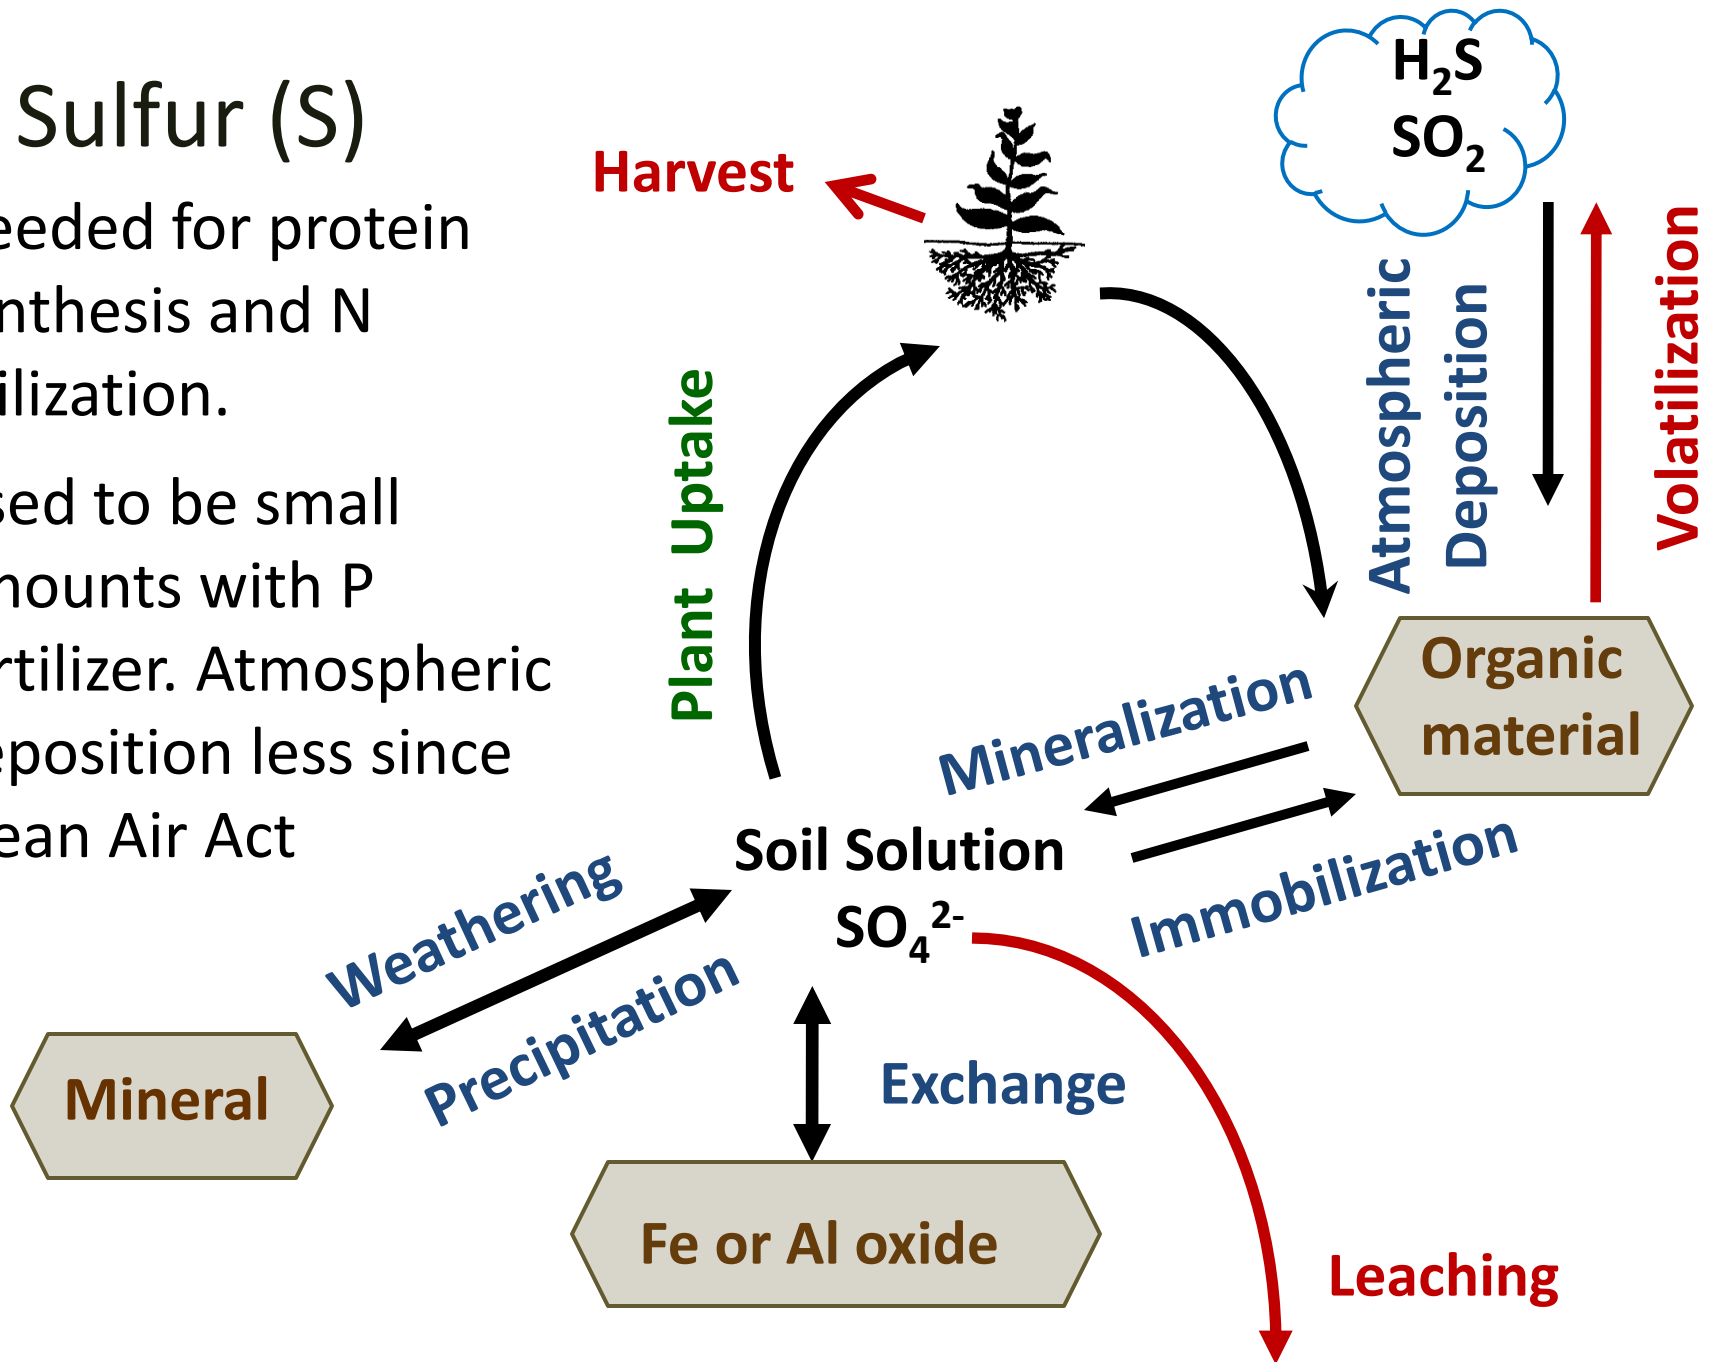 Sulfur (S)
eeded for protein
nthesis and N
ilization.
sed to be small
nounts with P
rtilizer. Atmospheric
eposition less since
ean Air Act
Harvest
H₂S
SO₂
Plant Uptake
Atmospheric
Deposition
Volatilization
Organic
material
Mineralization
Immobilization
Soil Solution
SO₄²⁻
Weathering
Precipitation
Mineral
Exchange
Fe or Al oxide
Leaching